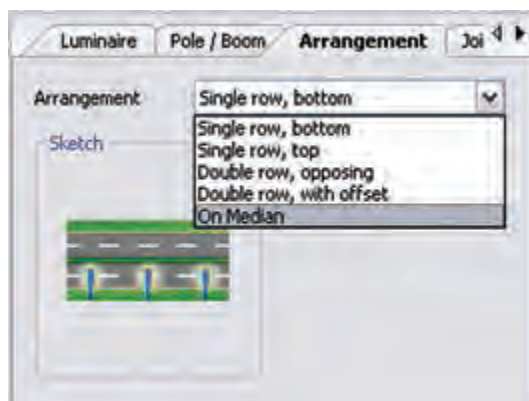 Luminaire Pole / Boom Arrangement Joi
Arrangement Single row, bottom
Sketch
Single row, bottom
Single row, top
Double row, opposing
Double row, with offset
On Median